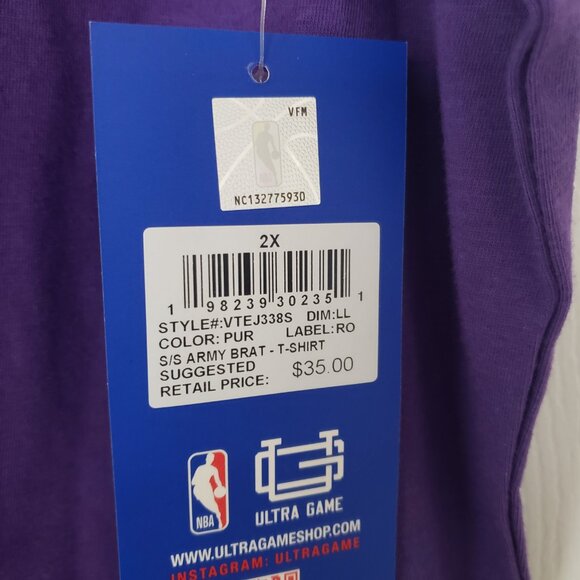 VFM
NC13277593D
2X
1 98239 30235 1
STYLE#:VTEJ338S DIM:LL
COLOR: PUR LABEL:RO
S/S ARMY BRAT - T-SHIRT
SUGGESTED
RETAIL PRICE: $35.00
NBA
ULTRA GAME
WWW.ULTRAGAMESHOP.COM
INSTAGRAM: ULTRAGAME